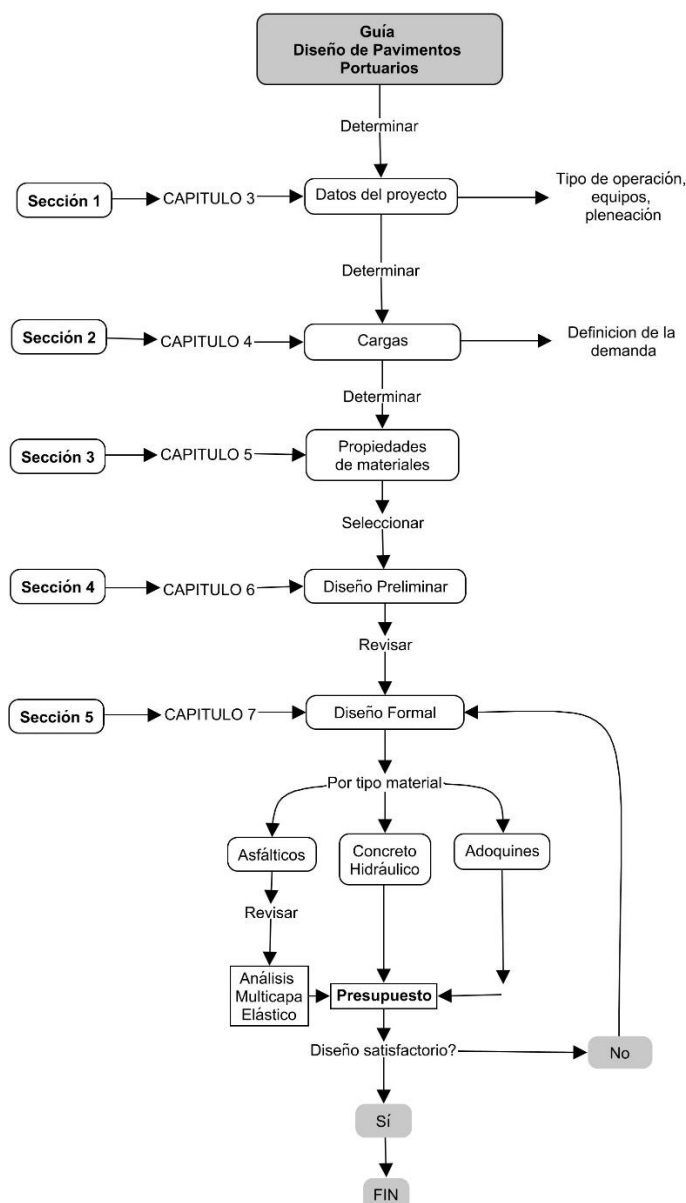 Guía
Diseño de Pavimentos
Portuarios
Determinar
Sección 1
CAPITULO 3
Datos del proyecto
Tipo de operación,
equipos,
pleneación
Determinar
Sección 2
CAPITULO 4
Cargas
Definicion de la
demanda
Determinar
Sección 3
CAPITULO 5
Propiedades
de materiales
Seleccionar
Sección 4
CAPITULO 6
Diseño Preliminar
Revisar
Sección 5
CAPITULO 7
Diseño Formal
Por tipo material
Asfálticos
Concreto
Hidráulico
Adoquines
Revisar
Análisis
Multicapa
Elástico
Presupuesto
Diseño satisfactorio?
No
Sí
FIN